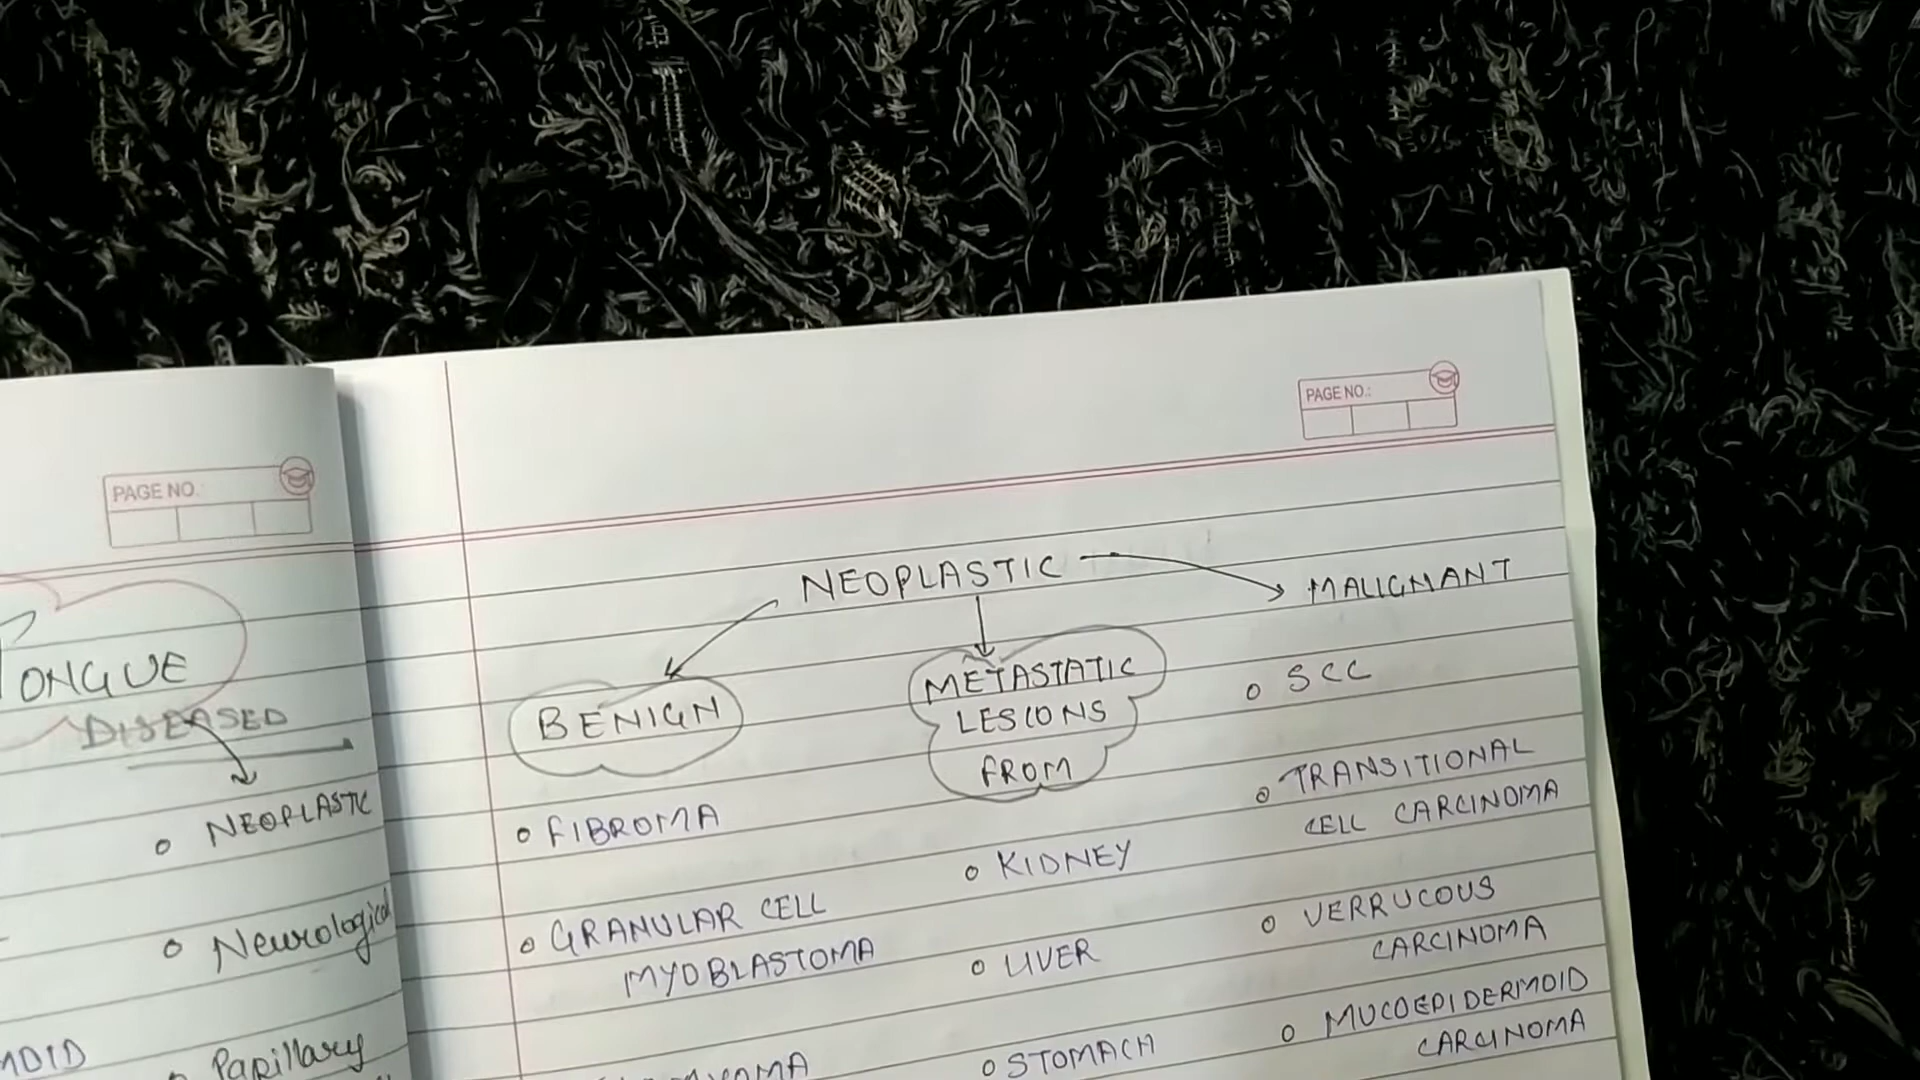 PAGE NO.:
TONGUE
DISEASED
NEOPLASTIC
Neurological
Papillary
PAGE NO.:
NEOPLASTIC
BENIGN
FIBROMA
GRANULAR CELL
MYOBLASTOMA
METASTATIC
LESIONS
FROM
KIDNEY
LIVER
STOMACH
MALIGNANT
SCC
TRANSITIONAL
CELL CARCINOMA
VERRUCOUS
CARCINOMA
MUCOEPIDERMOID
CARCINOMA